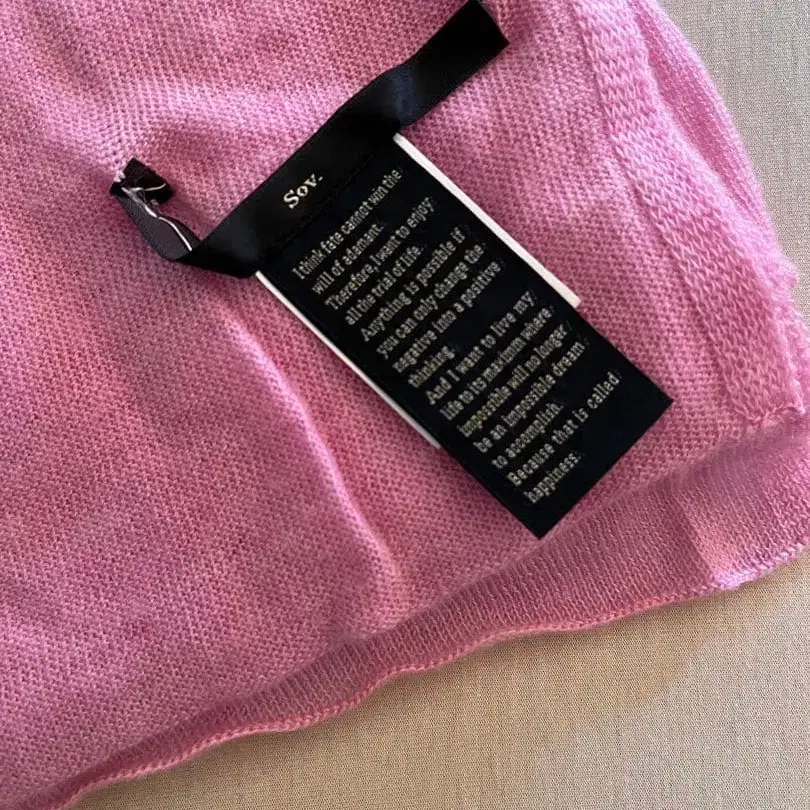 Sov.
I think fate cannot win the
will of adamant.
Therefore, I want to enjoy
all the trial of life.
Anything is possible if
you can only change the
negative into a positive
thinking.
And I want to live my
life to its maximum where
impossible will no longer
be an impossible dream
to accomplish.
Because that is called
happiness.